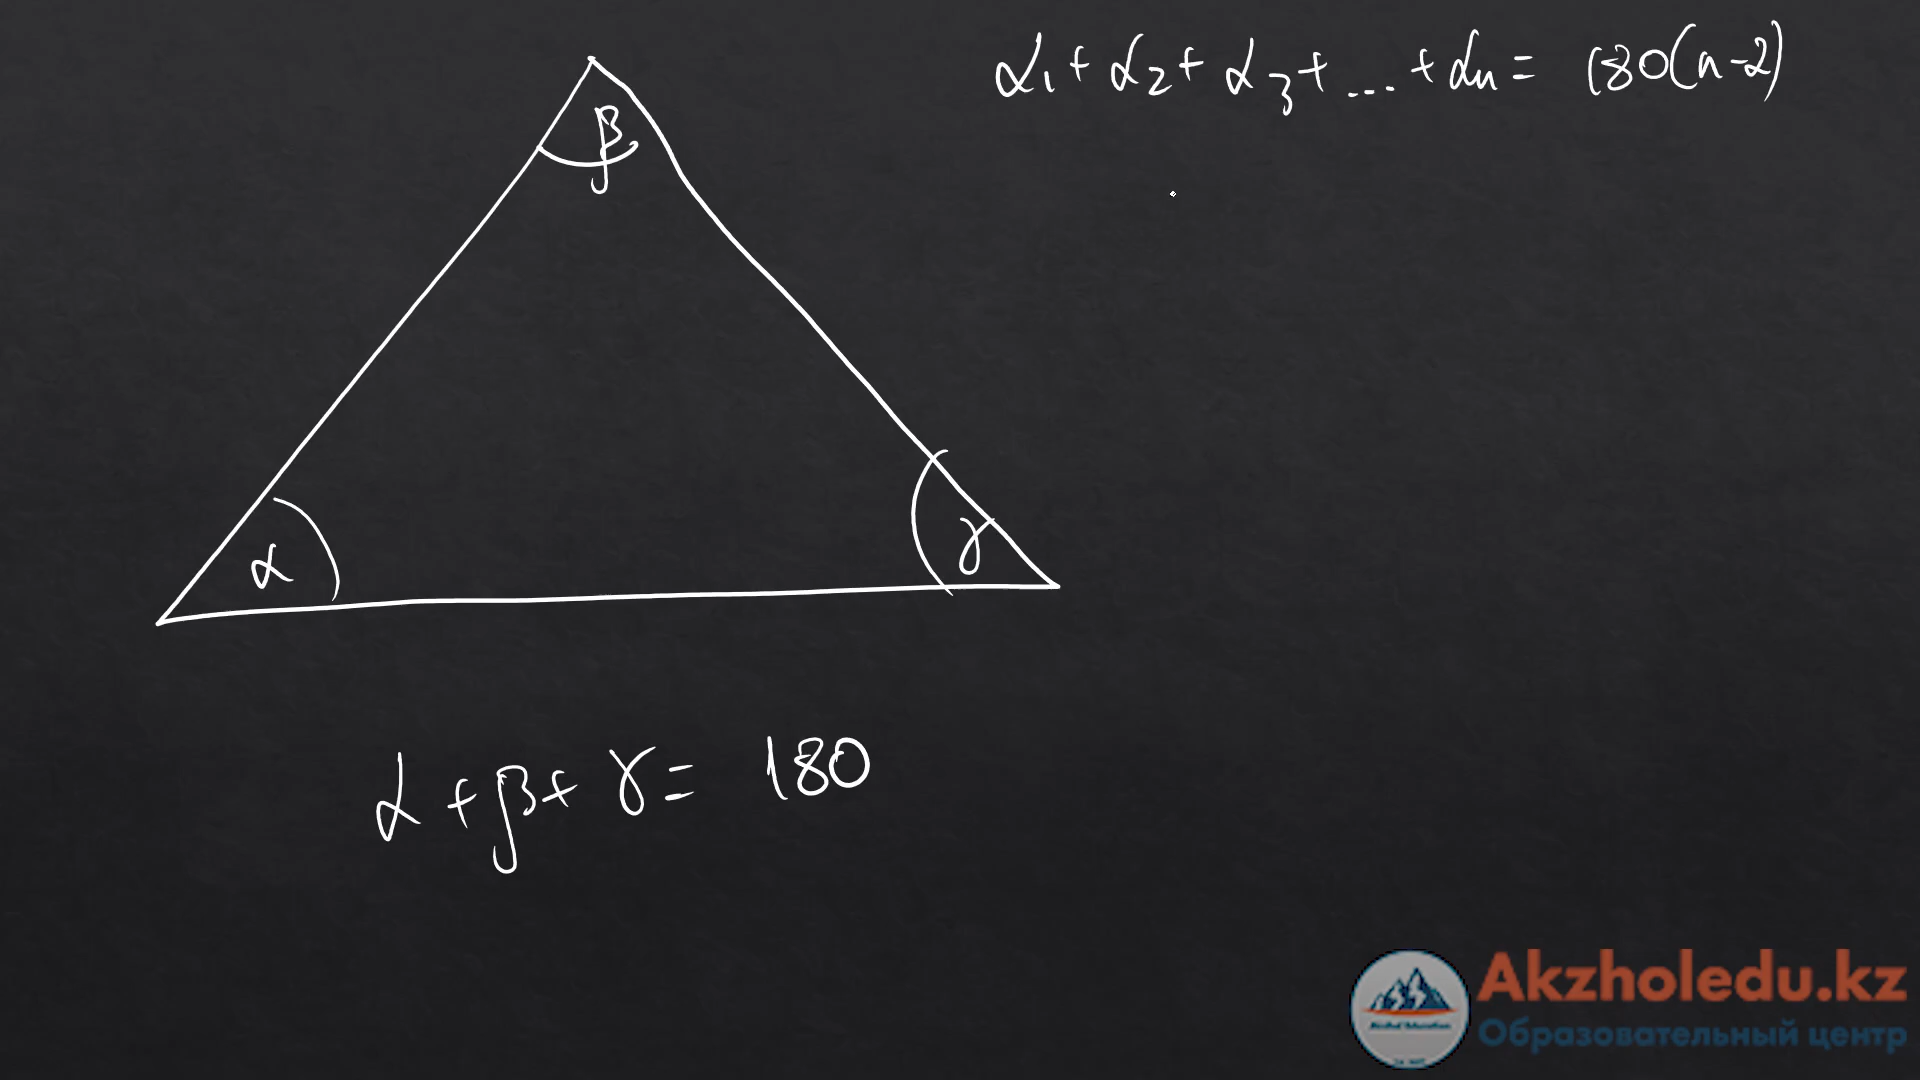 α₁ + α₂ + α₃ + ... + αn = 180(n-2)
β
α
γ
α + β + γ = 180
Akzholedu.kz
Образовательный центр